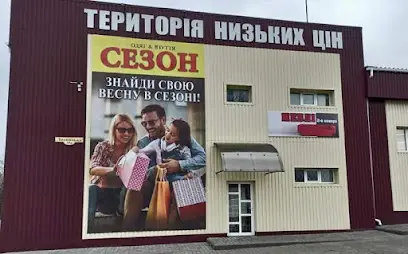 ТЕРИТОРІЯ НИЗЬКИХ ЦІН
ОДЯГ & ВЗУТТЯ
СЕЗОН
ЗНАЙДИ СВОЮ
ВЕСНУ В СЕЗОНІ!